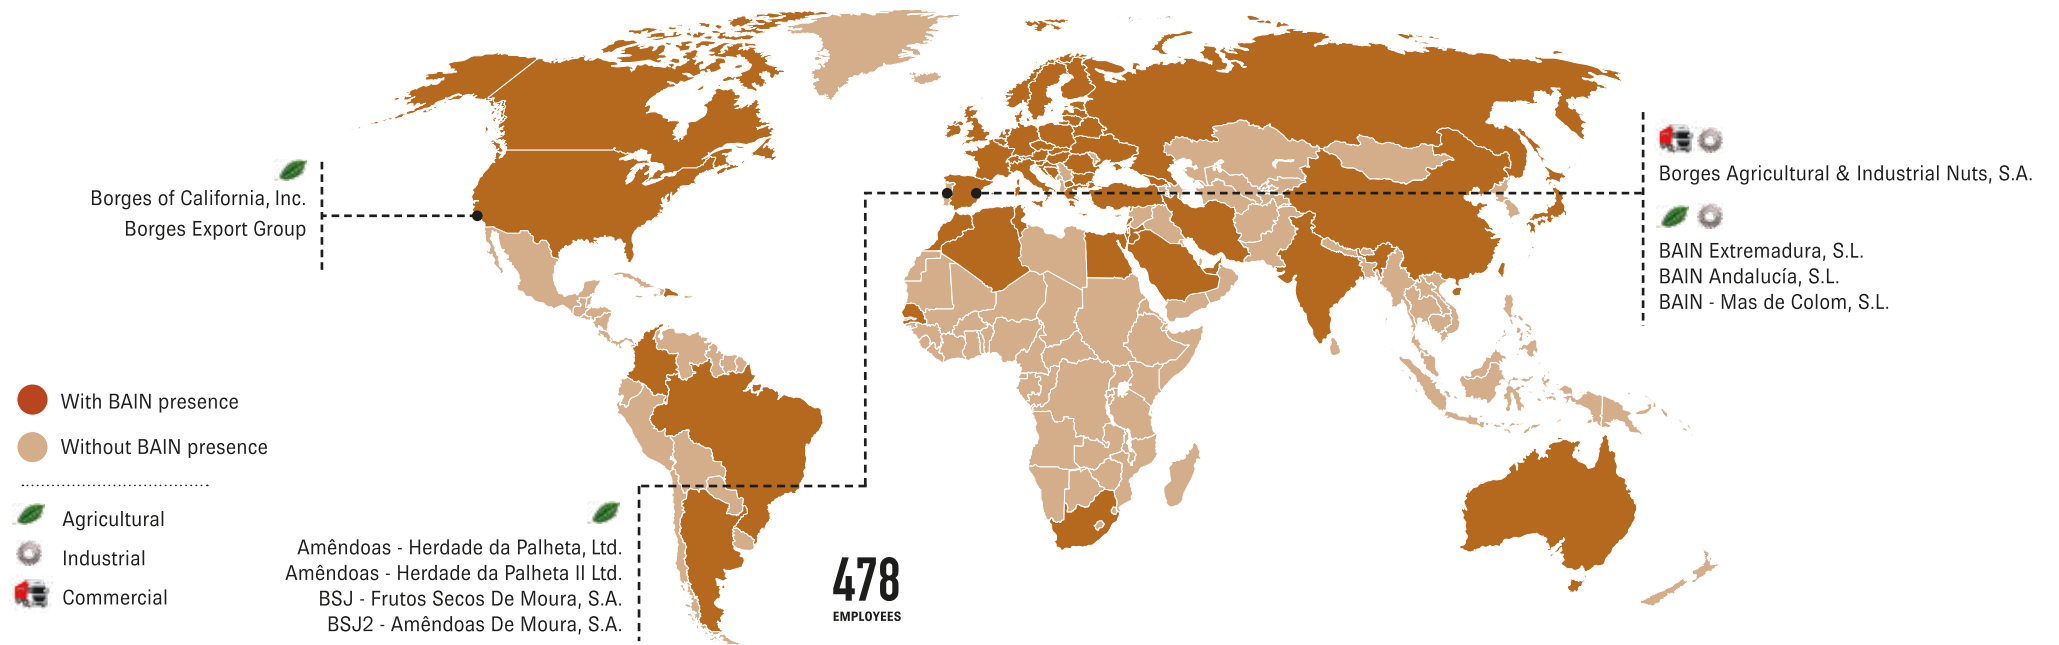 Borges of California, Inc.
Borges Export Group
With BAIN presence
Without BAIN presence
Agricultural
Industrial
Commercial
Amêndoas - Herdade da Palheta, Ltd.
Amêndoas - Herdade da Palheta II Ltd.
BSJ - Frutos Secos De Moura, S.A.
BSJ2 - Amêndoas De Moura, S.A.
478
EMPLOYEES
Borges Agricultural & Industrial Nuts, S.A.
BAIN Extremadura, S.L.
BAIN Andalucía, S.L.
BAIN - Mas de Colom, S.L.